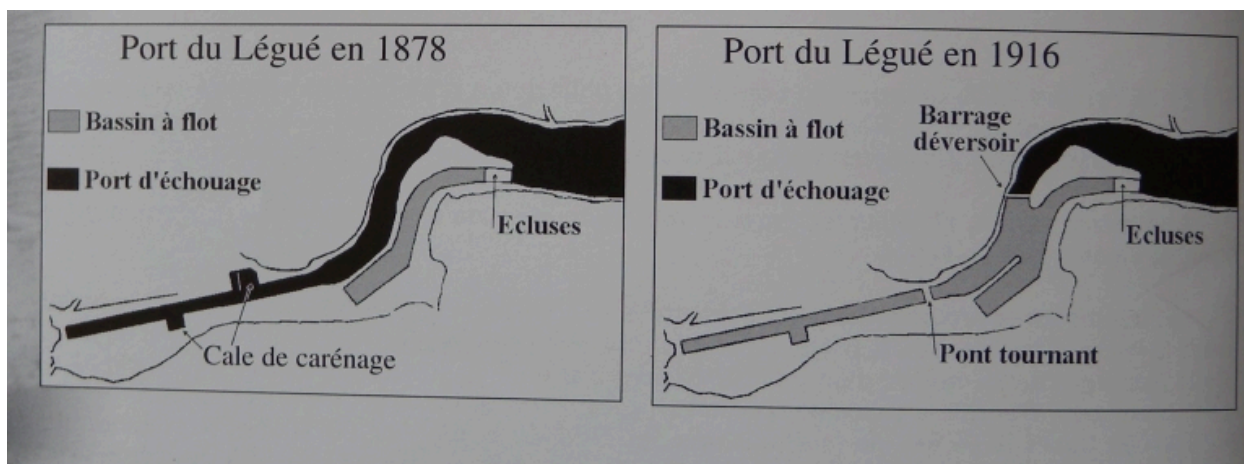 Port du Légué en 1878
Bassin à flot
Port d'échouage
Ecluses
Cale de carénage
Port du Légué en 1916
Bassin à flot
Barrage
déversoir
Port d'échouage
Ecluses
Pont tournant